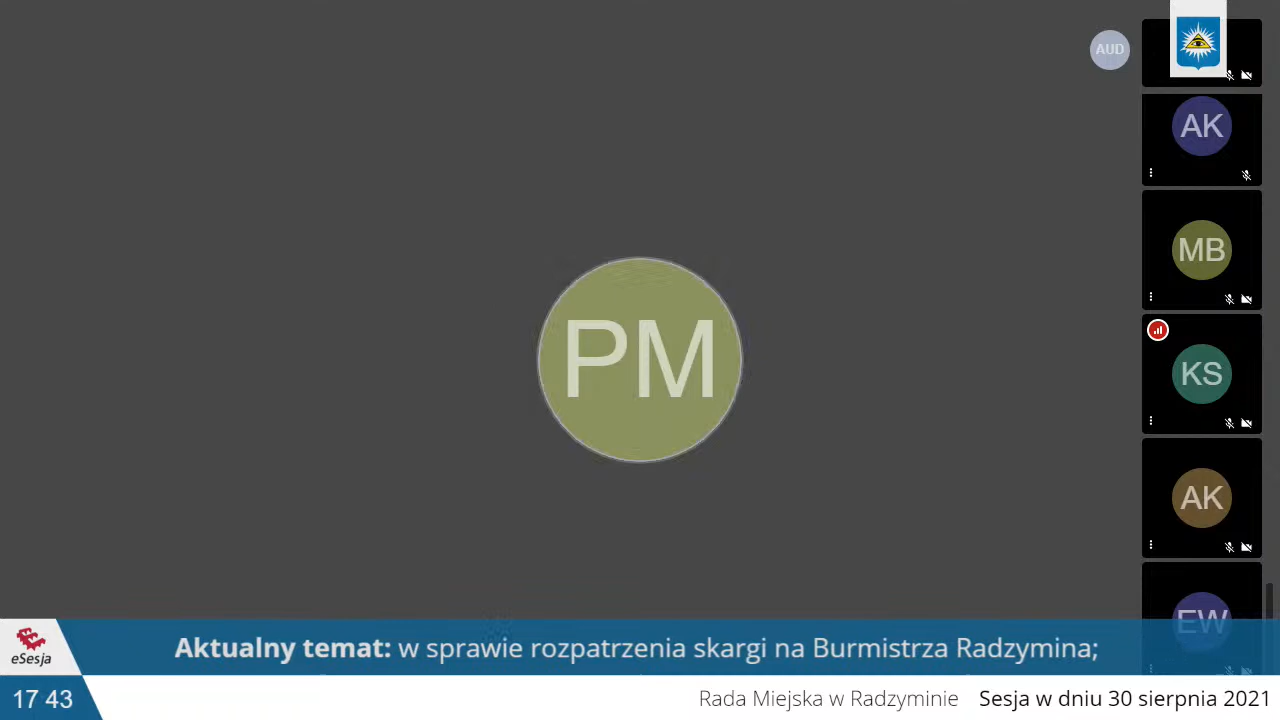 AUD
AK
MB
KS
PM
AK
EW
eSesja
Aktualny temat: w sprawie rozpatrzenia skargi na Burmistrza Radzymina;
17 43
Rada Miejska w Radzyminie Sesja w dniu 30 sierpnia 2021